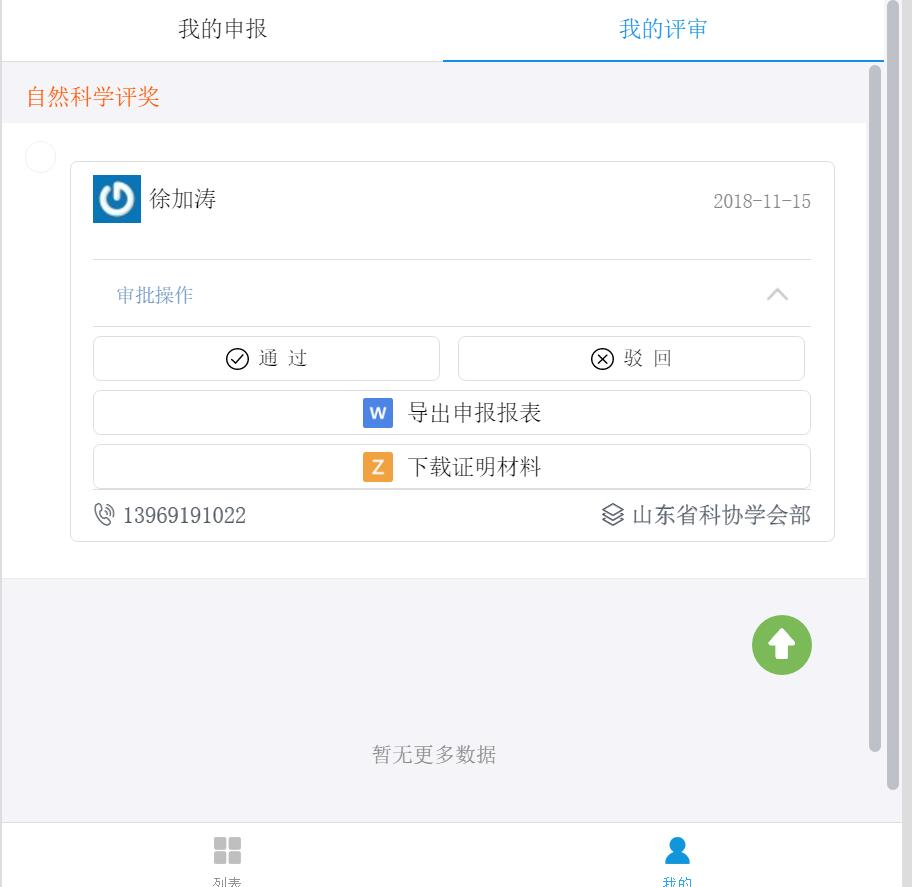 我的申报 我的评审
自然科学评奖
徐加涛 2018-11-15
审批操作
通 过 驳 回
W 导出申报报表
Z 下载证明材料
13969191022 山东省科协学会部
暂无更多数据
列表 我的